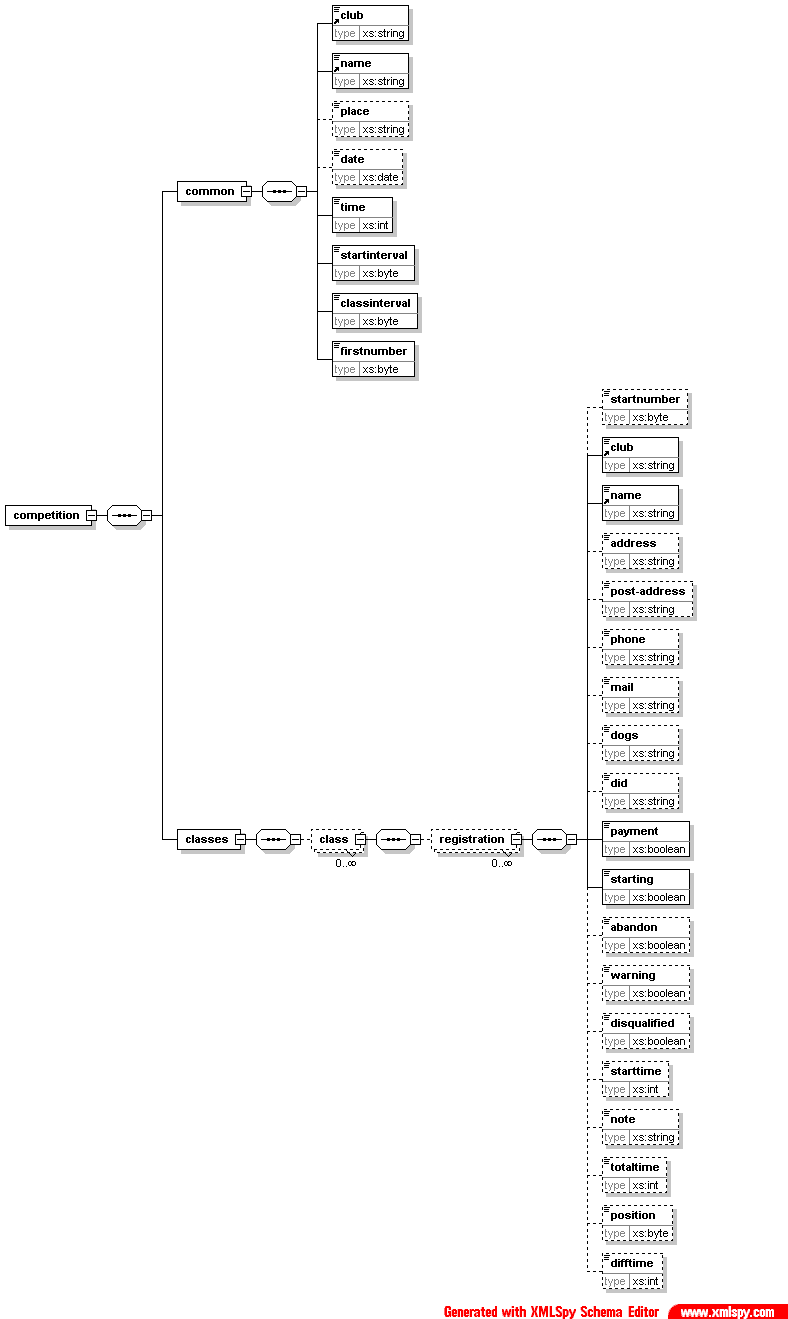 club
type xs:string
name
type xs:string
place
type xs:string
date
type xs:date
common
time
type xs:int
startinterval
type xs:byte
classinterval
type xs:byte
firstnumber
type xs:byte
startnumber
type xs:byte
club
type xs:string
name
type xs:string
competition
address
type xs:string
post-address
type xs:string
phone
type xs:string
mail
type xs:string
dogs
type xs:string
did
type xs:string
payment
type xs:boolean
classes
class
0..∞
registration
0..∞
starting
type xs:boolean
abandon
type xs:boolean
warning
type xs:boolean
disqualified
type xs:boolean
starttime
type xs:int
note
type xs:string
totaltime
type xs:int
position
type xs:byte
difftime
type xs:int
Generated with XMLSpy Schema Editor www.xmlspy.com